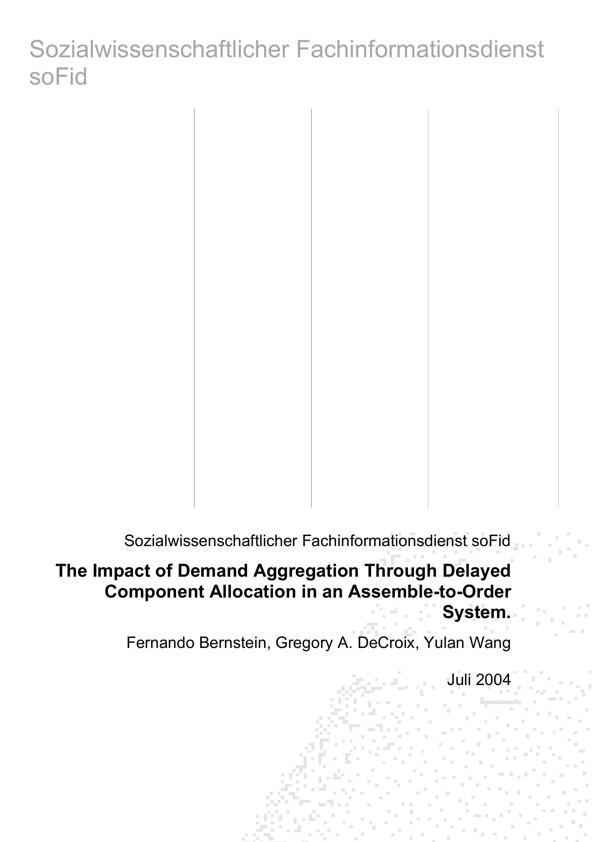 Sozialwissenschaftlicher Fachinformationsdienst
soFid
Sozialwissenschaftlicher Fachinformationsdienst soFid
The Impact of Demand Aggregation Through Delayed
Component Allocation in an Assemble-to-Order
System.
Fernando Bernstein, Gregory A. DeCroix, Yulan Wang
Juli 2004